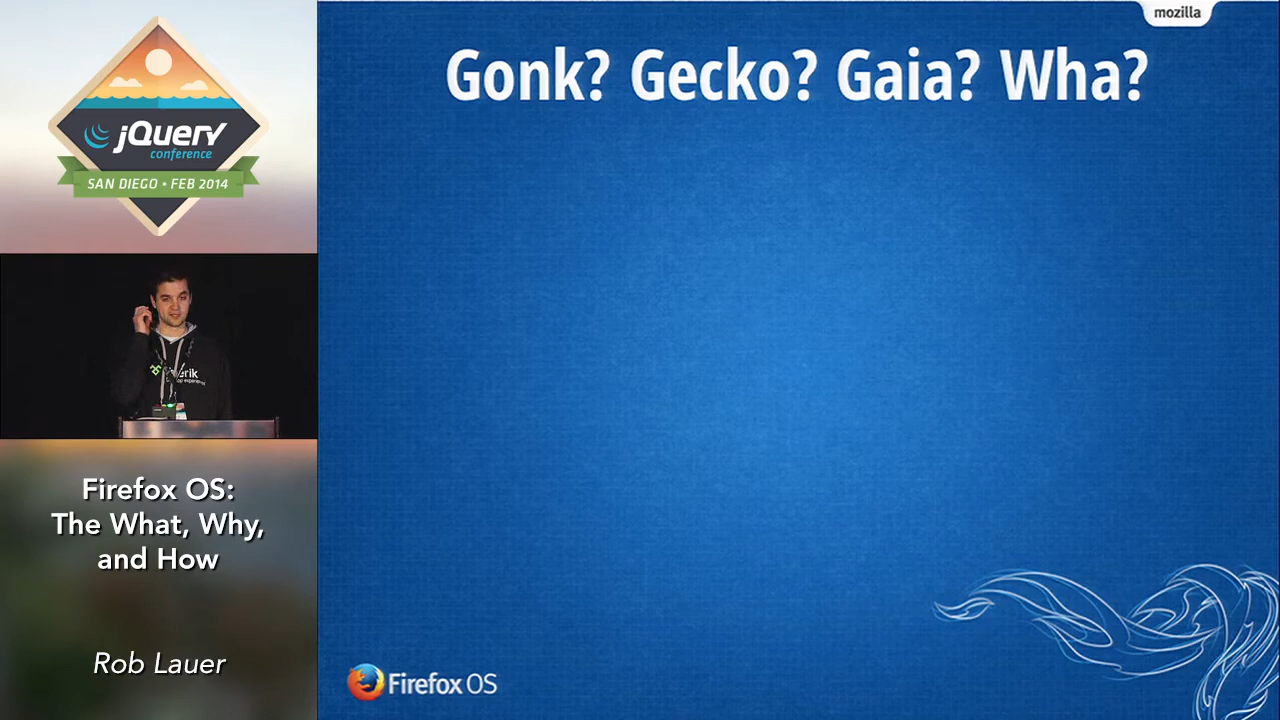 jQuery
conference
SAN DIEGO • FEB 2014
Firefox OS:
The What, Why,
and How
Rob Lauer
mozilla
Gonk? Gecko? Gaia? Wha?
Firefox OS